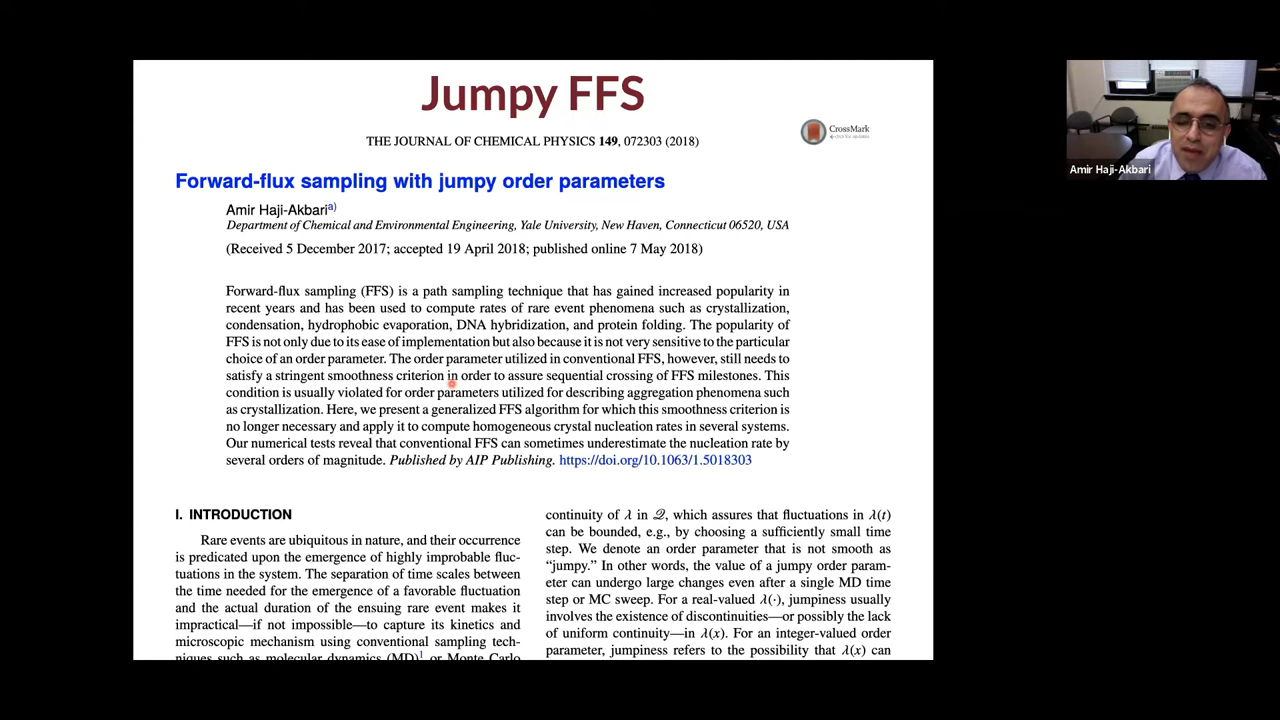 Jumpy FFS
THE JOURNAL OF CHEMICAL PHYSICS 149, 072303 (2018)
CrossMark
click for updates
Forward-flux sampling with jumpy order parameters
Amir Haji-Akbari a)
Department of Chemical and Environmental Engineering, Yale University, New Haven, Connecticut 06520, USA
(Received 5 December 2017; accepted 19 April 2018; published online 7 May 2018)
Forward-flux sampling (FFS) is a path sampling technique that has gained increased popularity in
recent years and has been used to compute rates of rare event phenomena such as crystallization,
condensation, hydrophobic evaporation, DNA hybridization, and protein folding. The popularity of
FFS is not only due to its ease of implementation but also because it is not very sensitive to the particular
choice of an order parameter. The order parameter utilized in conventional FFS, however, still needs to
satisfy a stringent smoothness criterion in order to assure sequential crossing of FFS milestones. This
condition is usually violated for order parameters utilized for describing aggregation phenomena such
as crystallization. Here, we present a generalized FFS algorithm for which this smoothness criterion is
no longer necessary and apply it to compute homogeneous crystal nucleation rates in several systems.
Our numerical tests reveal that conventional FFS can sometimes underestimate the nucleation rate by
several orders of magnitude. Published by AIP Publishing. https://doi.org/10.1063/1.5018303
I. INTRODUCTION
Rare events are ubiquitous in nature, and their occurrence
is predicated upon the emergence of highly improbable fluc-
tuations in the system. The separation of time scales between
the time needed for the emergence of a favorable fluctuation
and the actual duration of the ensuing rare event makes it
impractical—if not impossible—to capture its kinetics and
microscopic mechanism using conventional sampling tech-
niques such as molecular dynamics (MD)1 or Monte Carlo
continuity of λ in 𝒬, which assures that fluctuations in λ(t)
can be bounded, e.g., by choosing a sufficiently small time
step. We denote an order parameter that is not smooth as
“jumpy.” In other words, the value of a jumpy order param-
eter can undergo large changes even after a single MD time
step or MC sweep. For a real-valued λ(·), jumpiness usually
involves the existence of discontinuities—or possibly the lack
of uniform continuity—in λ(x). For an integer-valued order
parameter, jumpiness refers to the possibility that λ(x) can
Amir Haji-Akbari